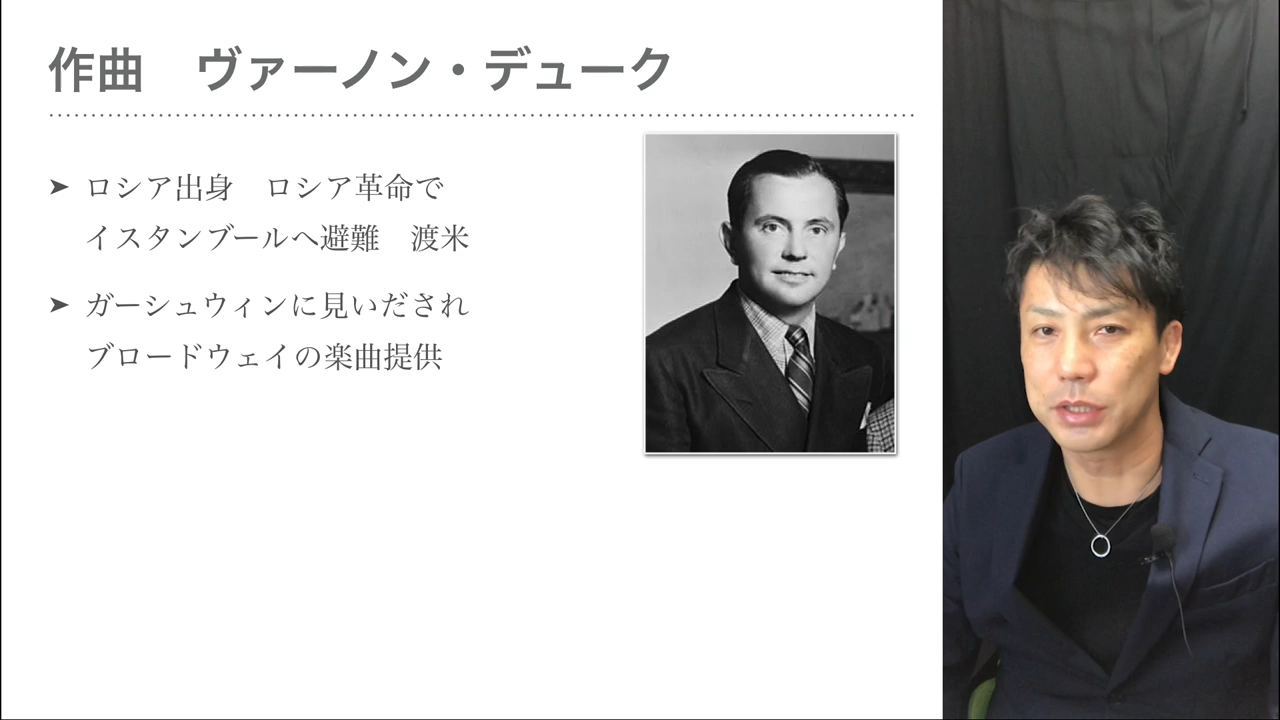 作曲　ヴァーノン・デューク
➤ ロシア出身　ロシア革命で
イスタンブールへ避難　渡米
➤ ガーシュウィンに見いだされ
ブロードウェイの楽曲提供